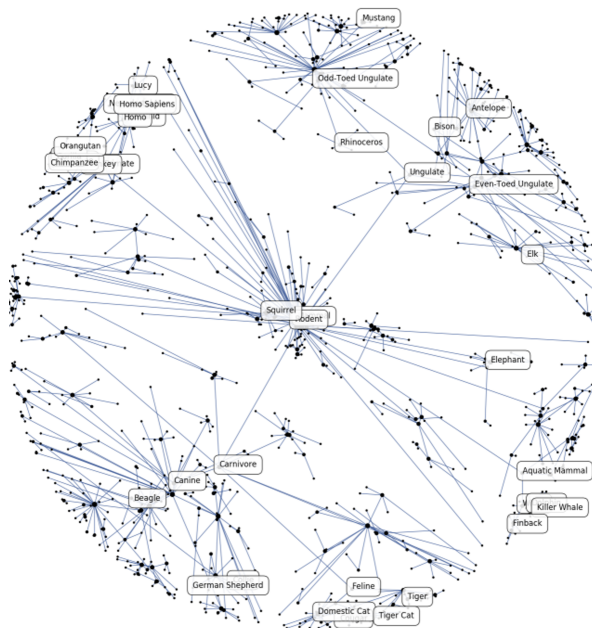 Mustang
Odd-Toed Ungulate
Lucy
Homo Sapiens
Homo
Antelope
Bison
Rhinoceros
Orangutan
Chimpanzee
Ungulate
Even-Toed Ungulate
Elk
Squirrel
Rodent
Elephant
Carnivore
Aquatic Mammal
Canine
Beagle
Killer Whale
Finback
German Shepherd
Feline
Tiger
Domestic Cat
Tiger Cat